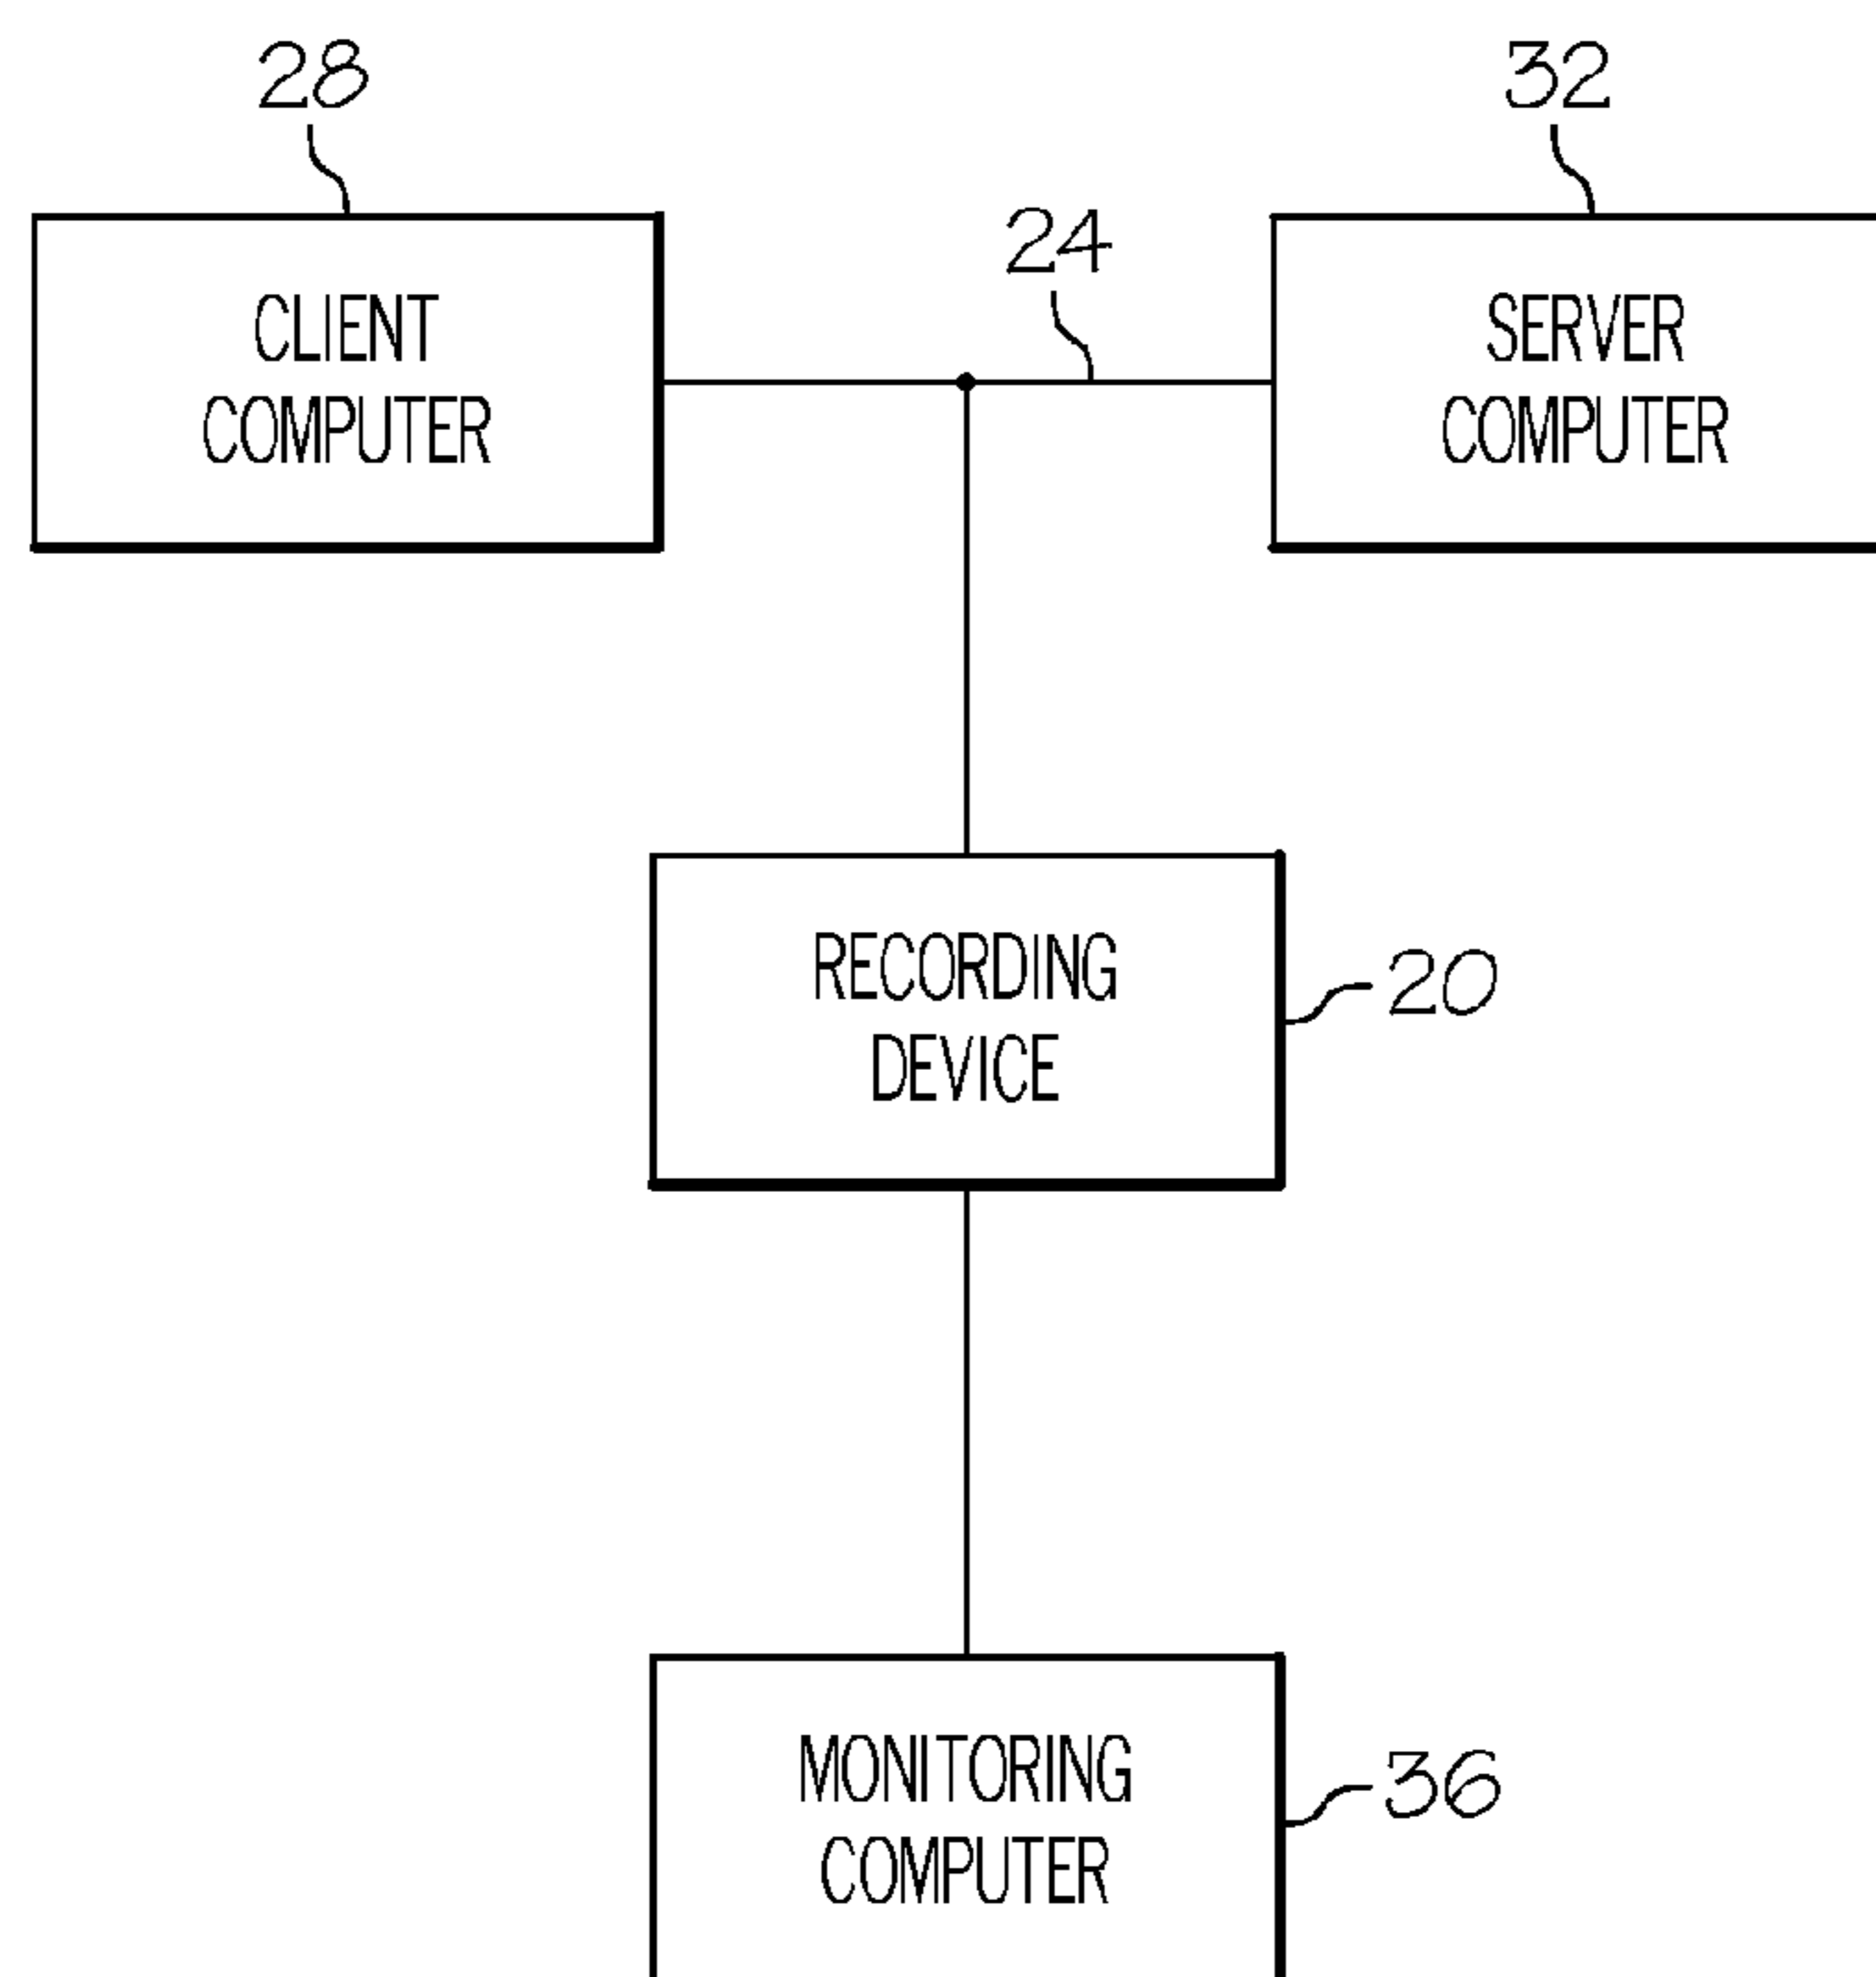 28
32
24
CLIENT
COMPUTER
SERVER
COMPUTER
RECORDING
DEVICE
20
MONITORING
COMPUTER
36